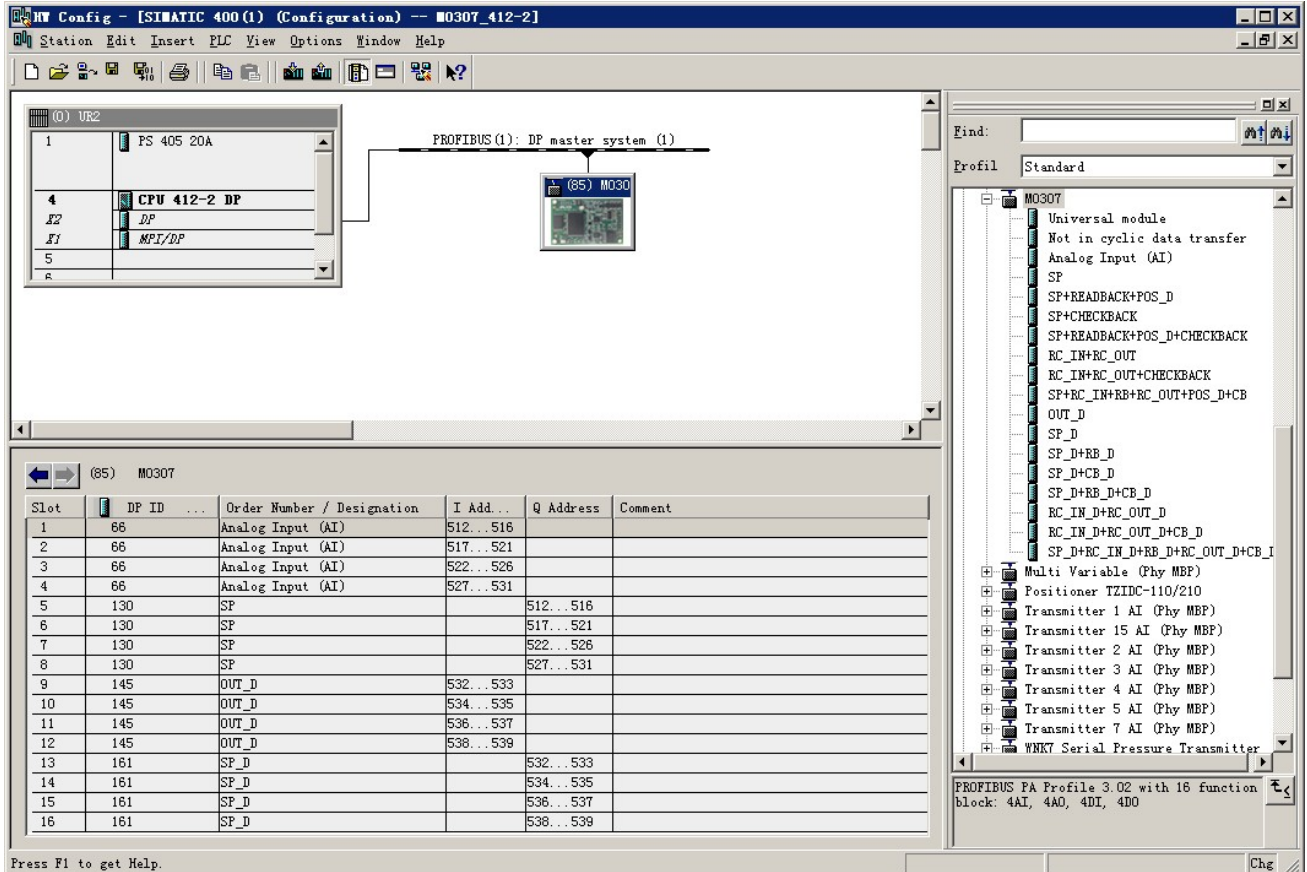 HW Config - [SIMATIC 400(1) (Configuration) -- M0307_412-2]
Station Edit Insert PLC View Options Window Help
(0) UR2
1 PS 405 20A
4 CPU 412-2 DP
X2 DP
X1 MPI/DP
5
6
PROFIBUS(1): DP master system (1)
(85) M030
Find:
Profil Standard
M0307
Universal module
Not in cyclic data transfer
Analog Input (AI)
SP
SP+READBACK+POS_D
SP+CHECKBACK
SP+READBACK+POS_D+CHECKBACK
RC_IN+RC_OUT
RC_IN+RC_OUT+CHECKBACK
SP+RC_IN+RB+RC_OUT+POS_D+CB
OUT_D
SP_D
SP_D+RB_D
SP_D+CB_D
SP_D+RB_D+CB_D
RC_IN_D+RC_OUT_D
RC_IN_D+RC_OUT_D+CB_D
SP_D+RC_IN_D+RB_D+RC_OUT_D+CB_D
Multi Variable (Phy MBP)
Positioner TZIDC-110/210
Transmitter 1 AI (Phy MBP)
Transmitter 15 AI (Phy MBP)
Transmitter 2 AI (Phy MBP)
Transmitter 3 AI (Phy MBP)
Transmitter 4 AI (Phy MBP)
Transmitter 5 AI (Phy MBP)
Transmitter 7 AI (Phy MBP)
WNK7 Serial Pressure Transmitter
PROFIBUS PA Profile 3.02 with 16 function
block: 4AI, 4AO, 4DI, 4DO
(85) M0307
Slot DP ID ... Order Number / Designation I Add... Q Address Comment
1 66 Analog Input (AI) 512...516
2 66 Analog Input (AI) 517...521
3 66 Analog Input (AI) 522...526
4 66 Analog Input (AI) 527...531
5 130 SP 512...516
6 130 SP 517...521
7 130 SP 522...526
8 130 SP 527...531
9 145 OUT_D 532...533
10 145 OUT_D 534...535
11 145 OUT_D 536...537
12 145 OUT_D 538...539
13 161 SP_D 532...533
14 161 SP_D 534...535
15 161 SP_D 536...537
16 161 SP_D 538...539
Press F1 to get Help.
Chg